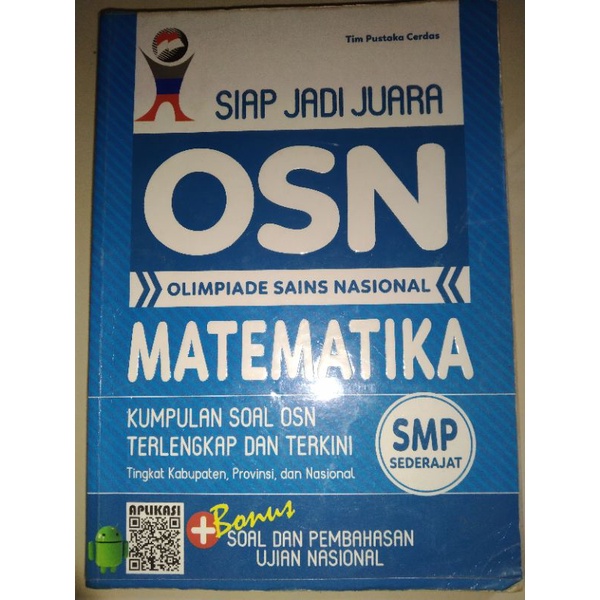 Tim Pustaka Cerdas
SIAP JADI JUARA
OSN
OLIMPIADE SAINS NASIONAL
MATEMATIKA
KUMPULAN SOAL OSN
TERLENGKAP DAN TERKINI
Tingkat Kabupaten, Provinsi, dan Nasional
SMP
SEDERAJAT
APLIKASI
+Bonus
SOAL DAN PEMBAHASAN
UJIAN NASIONAL